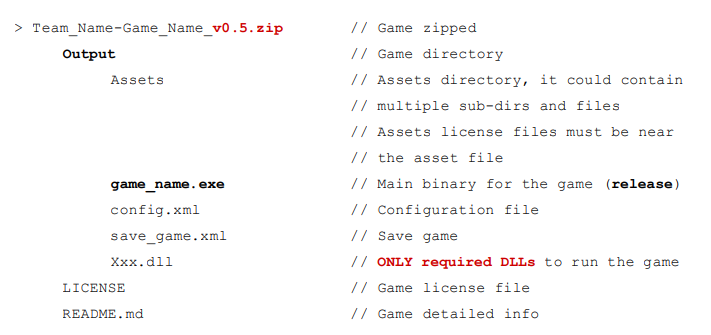 > Team_Name-Game_Name_v0.5.zip // Game zipped
Output // Game directory
Assets // Assets directory, it could contain
// multiple sub-dirs and files
// Assets license files must be near
// the asset file
game_name.exe // Main binary for the game (release)
config.xml // Configuration file
save_game.xml // Save game
Xxx.dll // ONLY required DLLs to run the game
LICENSE // Game license file
README.md // Game detailed info